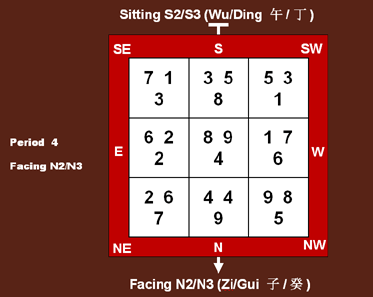 Sitting S2/S3 (Wu/Ding 午/丁)
SE S SW
7 1 3 5 5 3
3 8 1
Period 4
E 6 2 8 9 1 7 W
2 4 6
Facing N2/N3
2 6 4 4 9 8
7 9 5
NE N NW
Facing N2/N3 (Zi/Gui 子/癸)